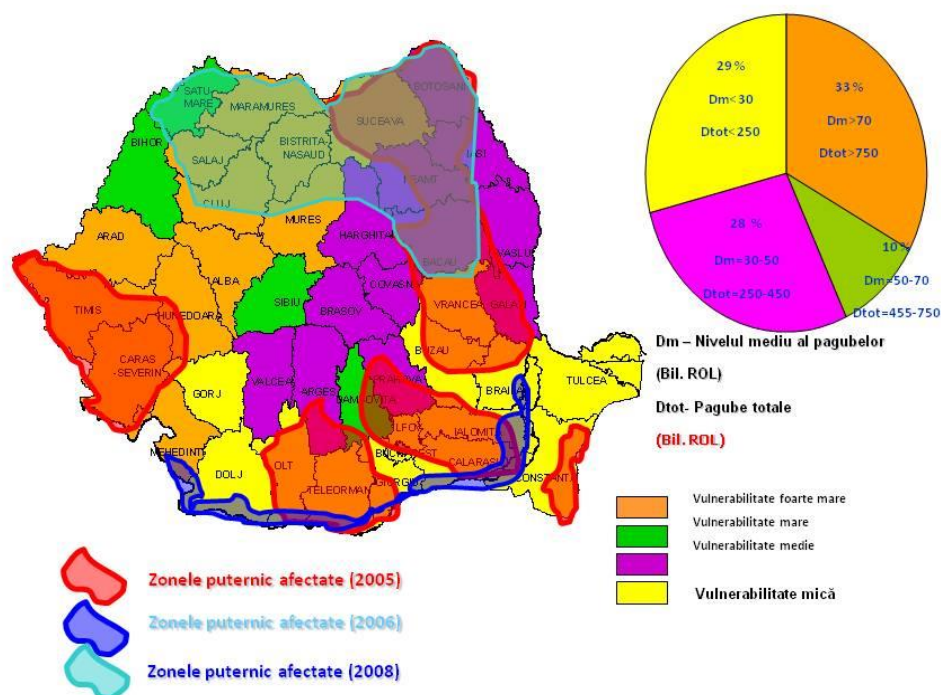 SATU
MARE
MARAMURES
BOTOSANI
SUCEAVA
BIHOR
SALAJ
BISTRITA-
NASAUD
CLUJ
MURES
HARGHITA
ARAD
ALBA
BACAU
VASLUI
TIMIS
HUNEDOARA
SIBIU
COVASN
BRASOV
VRANCEA
GALATI
CARAS
-SEVERIN
BUZAU
GORJ
VALCEA
ARGES
PRAHOVA
DAMBOVITA
BRAILA
TULCEA
ILFOV
IALOMITA
MEHEDINTI
DOLJ
OLT
BUCUREST
CALARASI
TELEORMAN
GIURGIU
CONSTANTA
29 %
Dm<30
Dtot<250
33 %
Dm>70
Dtot>750
28 %
Dm=30-50
Dtot=250-450
10%
Dm=50-70
Dtot=455-750
Dm – Nivelul mediu al pagubelor
(Bil. ROL)
Dtot- Pagube totale
(Bil. ROL)
Vulnerabilitate foarte mare
Vulnerabilitate mare
Vulnerabilitate medie
Vulnerabilitate mică
Zonele puternic afectate (2005)
Zonele puternic afectate (2006)
Zonele puternic afectate (2008)